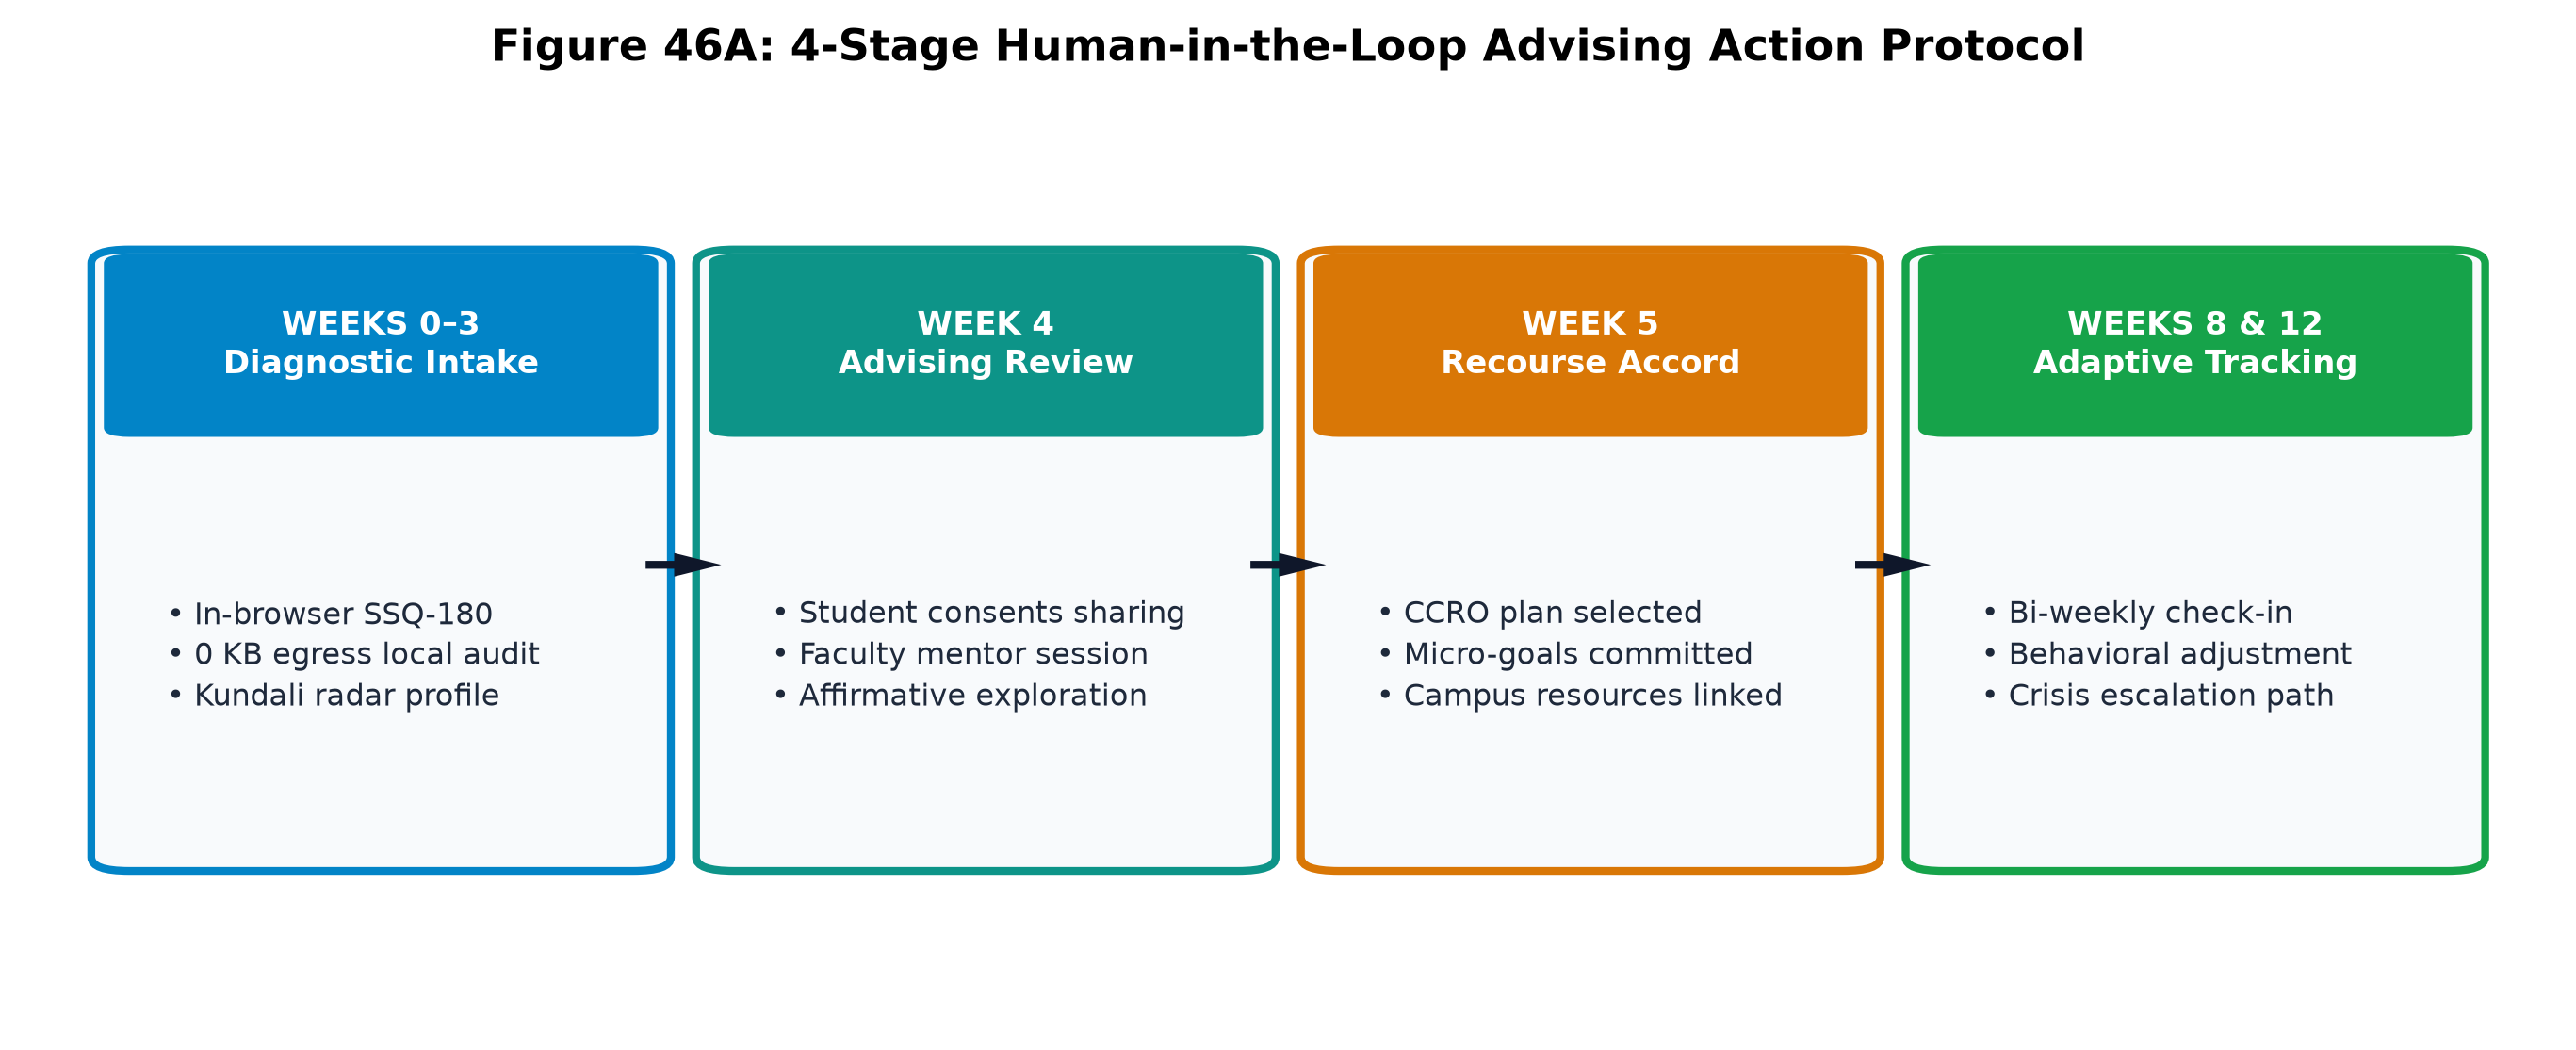 Figure 46A: 4-Stage Human-in-the-Loop Advising Action Protocol
WEEKS 0–3
Diagnostic Intake
• In-browser SSQ-180
• 0 KB egress local audit
• Kundali radar profile
WEEK 4
Advising Review
• Student consents sharing
• Faculty mentor session
• Affirmative exploration
WEEK 5
Recourse Accord
• CCRO plan selected
• Micro-goals committed
• Campus resources linked
WEEKS 8 & 12
Adaptive Tracking
• Bi-weekly check-in
• Behavioral adjustment
• Crisis escalation path